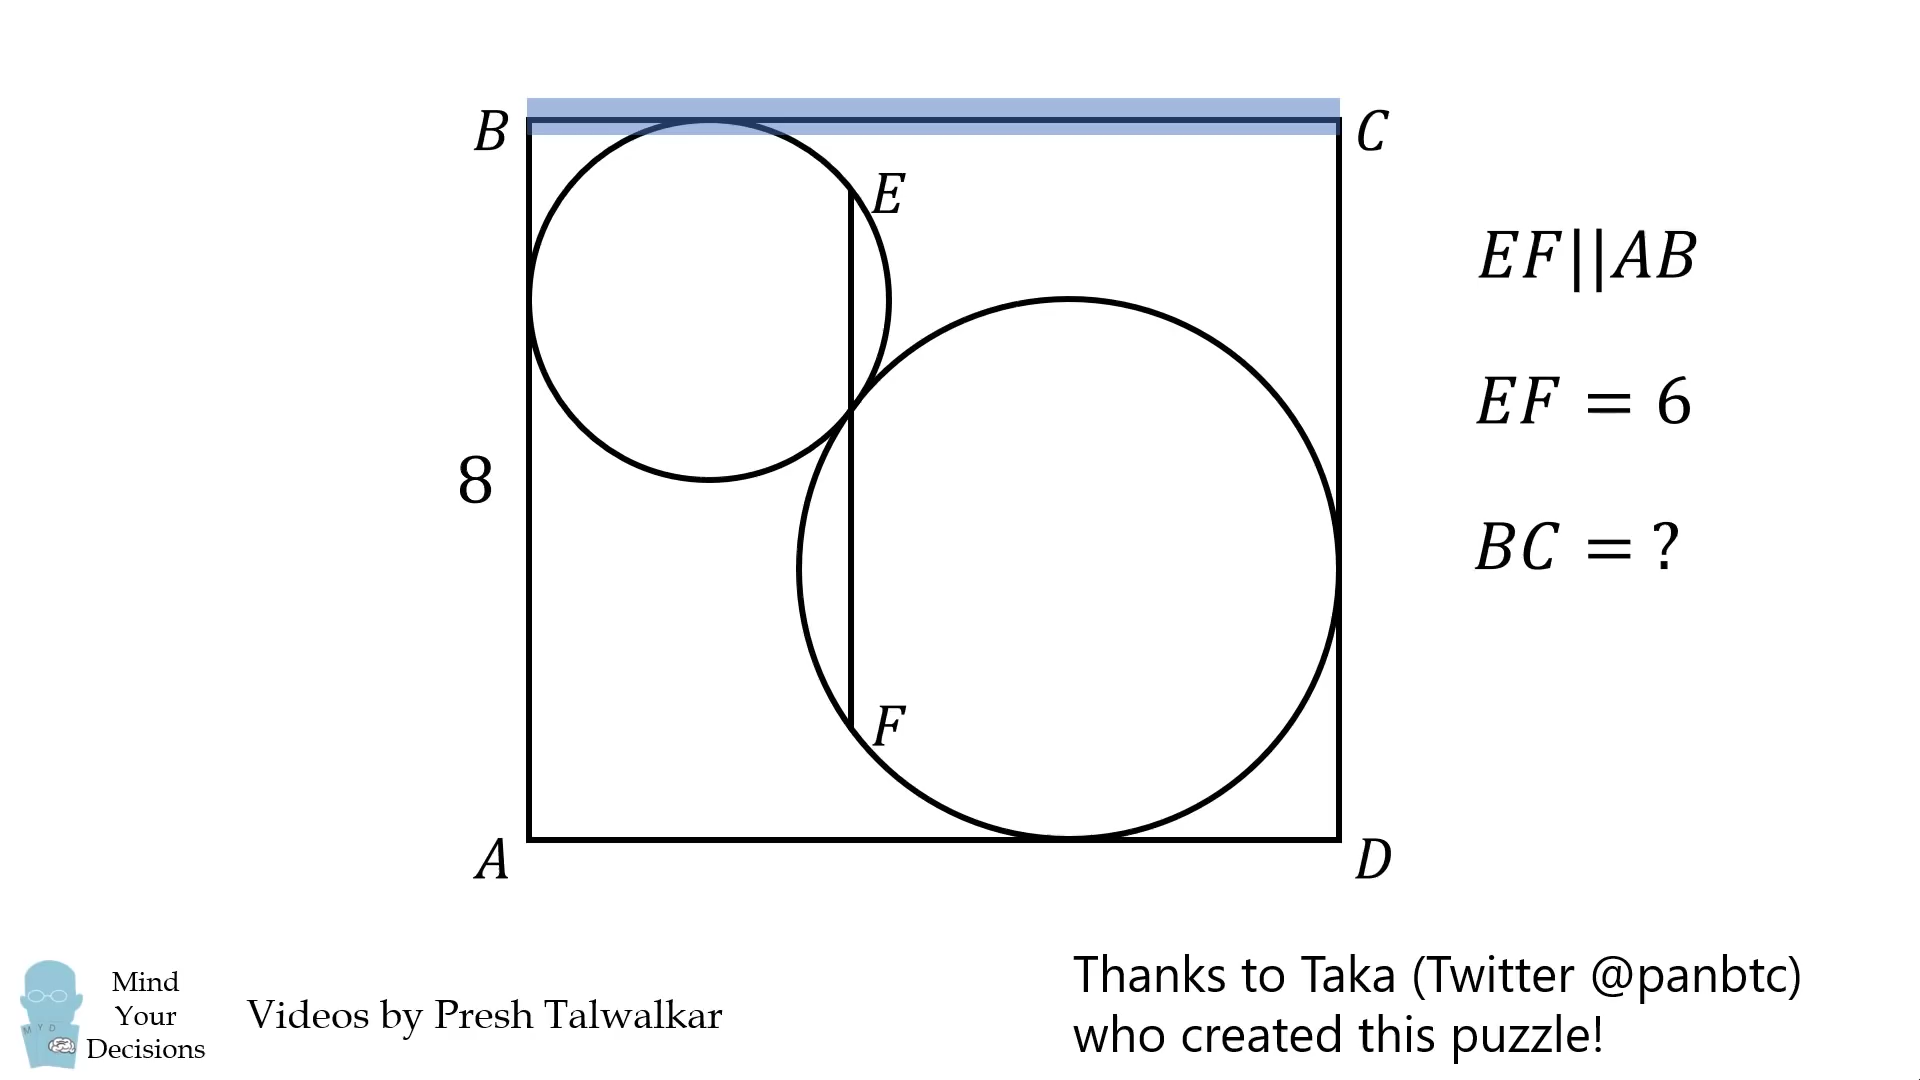 B
C
E
EF||AB
EF = 6
8
BC = ?
F
A
D
Mind
Your
Decisions
M Y D
Videos by Presh Talwalkar
Thanks to Taka (Twitter @panbtc)
who created this puzzle!